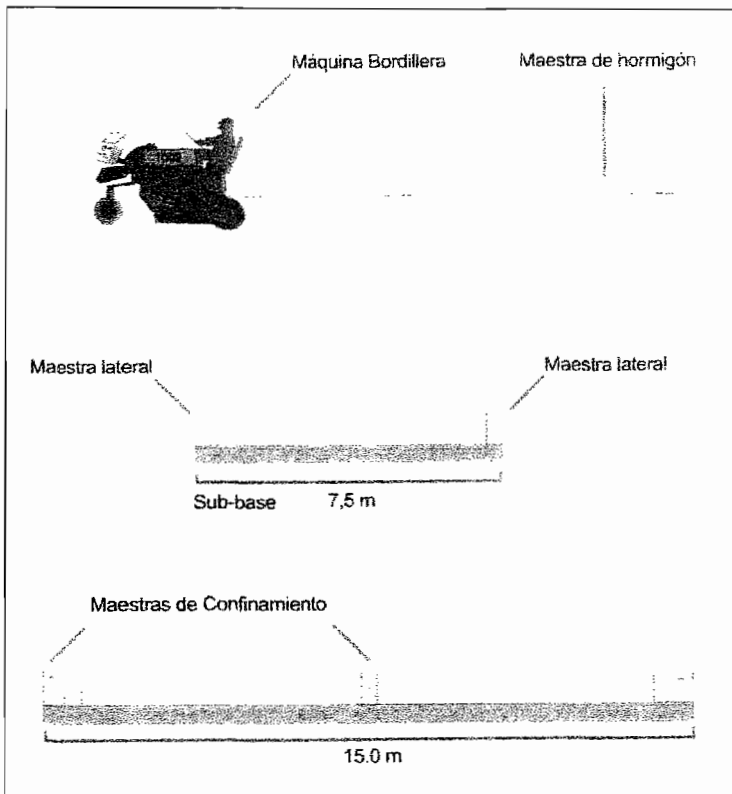 Máquina Bordillera
Maestra de hormigón
Maestra lateral
Maestra lateral
Sub-base
7,5 m
Maestras de Confinamiento
15.0 m